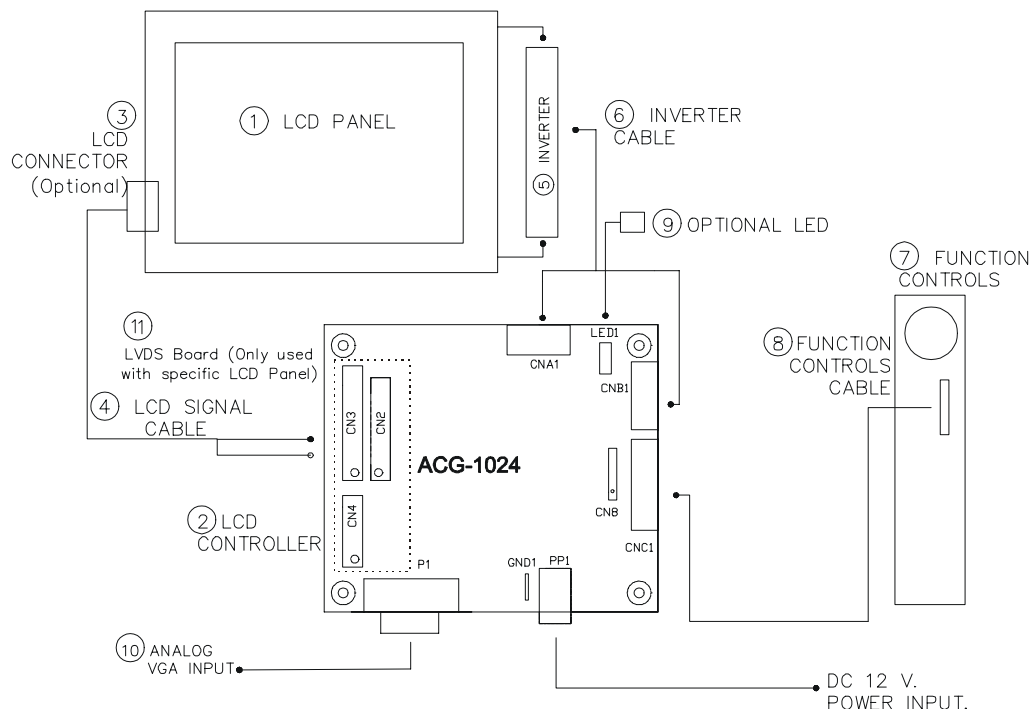 ① LCD PANEL
③
LCD
CONNECTOR
(Optional)
⑤ INVERTER
⑥ INVERTER
CABLE
⑨ OPTIONAL LED
⑦ FUNCTION
CONTROLS
⑧ FUNCTION
CONTROLS
CABLE
⑪
LVDS Board (Only used
with specific LCD Panel)
④ LCD SIGNAL
CABLE
② LCD
CONTROLLER
CN3
CN2
CN4
ACG-1024
CNA1
LED1
CNB1
CN8
CNC1
P1
GND1
PP1
⑩ ANALOG
VGA INPUT
DC 12 V.
POWER INPUT.